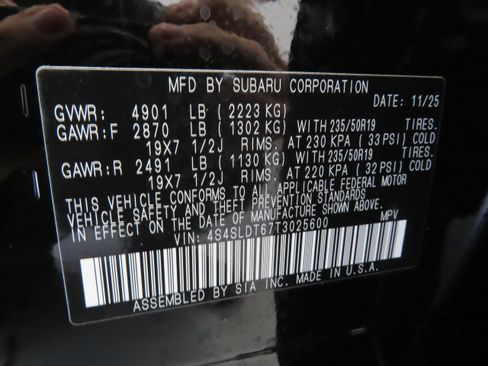 MFD BY SUBARU CORPORATION
GVWR: 4901 LB ( 2223 KG) DATE: 11/25
GAWR:F 2870 LB ( 1302 KG) WITH 235/50R19 TIRES.
19X7 1/2J RIMS. AT 230 KPA ( 33 PSI) COLD
GAWR:R 2491 LB ( 1130 KG) WITH 235/50R19 TIRES.
19X7 1/2J RIMS. AT 220 KPA ( 32 PSI) COLD
THIS VEHICLE CONFORMS TO ALL APPLICABLE FEDERAL MOTOR
VEHICLE SAFETY AND THEFT PREVENTION STANDARDS
IN EFFECT ON THE DATE OF MANUFACTURE SHOWN ABOVE.
VIN: 4S4SLDT67T3025600 MPV
ASSEMBLED BY SIA INC. MADE IN U.S.A.